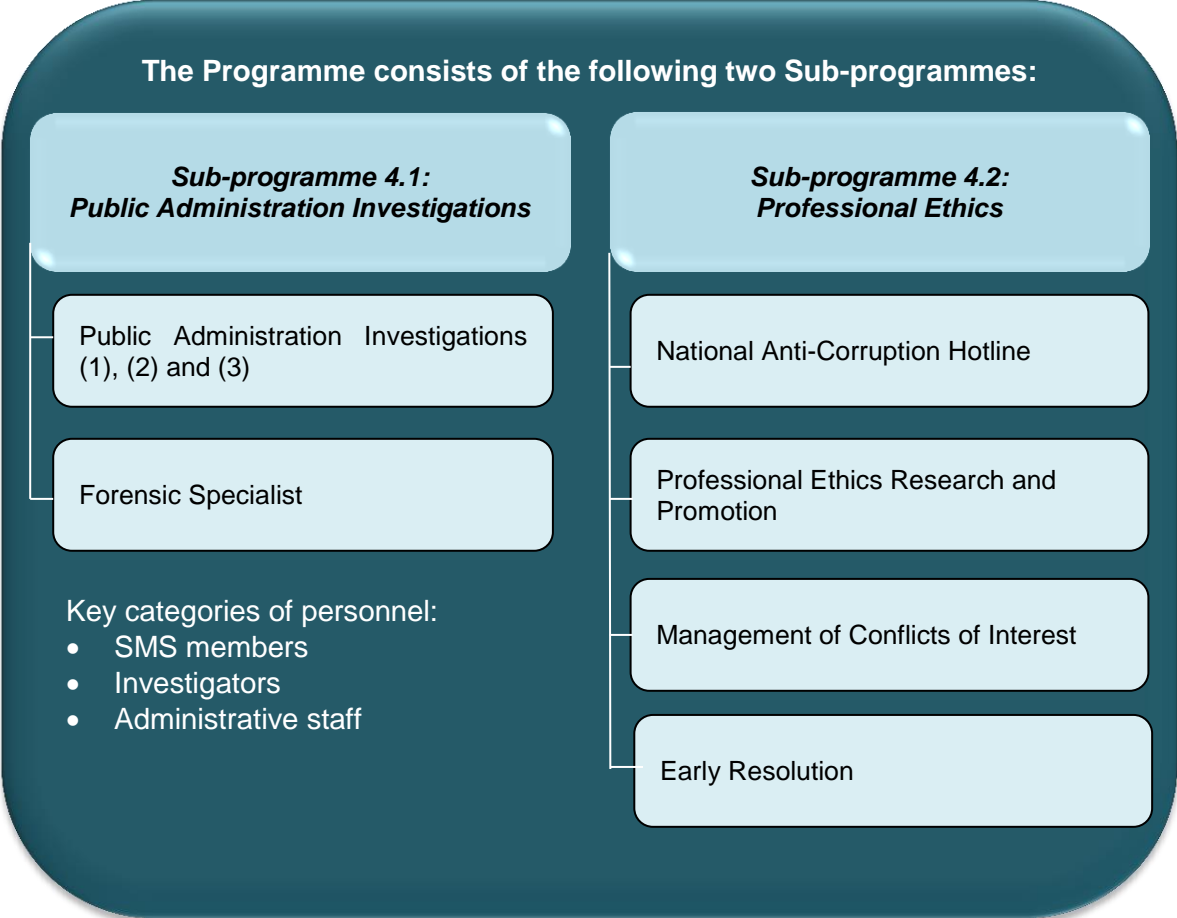 The Programme consists of the following two Sub-programmes:
Sub-programme 4.1:
Public Administration Investigations
Public Administration Investigations
(1), (2) and (3)
Forensic Specialist
Key categories of personnel:
• SMS members
• Investigators
• Administrative staff
Sub-programme 4.2:
Professional Ethics
National Anti-Corruption Hotline
Professional Ethics Research and
Promotion
Management of Conflicts of Interest
Early Resolution